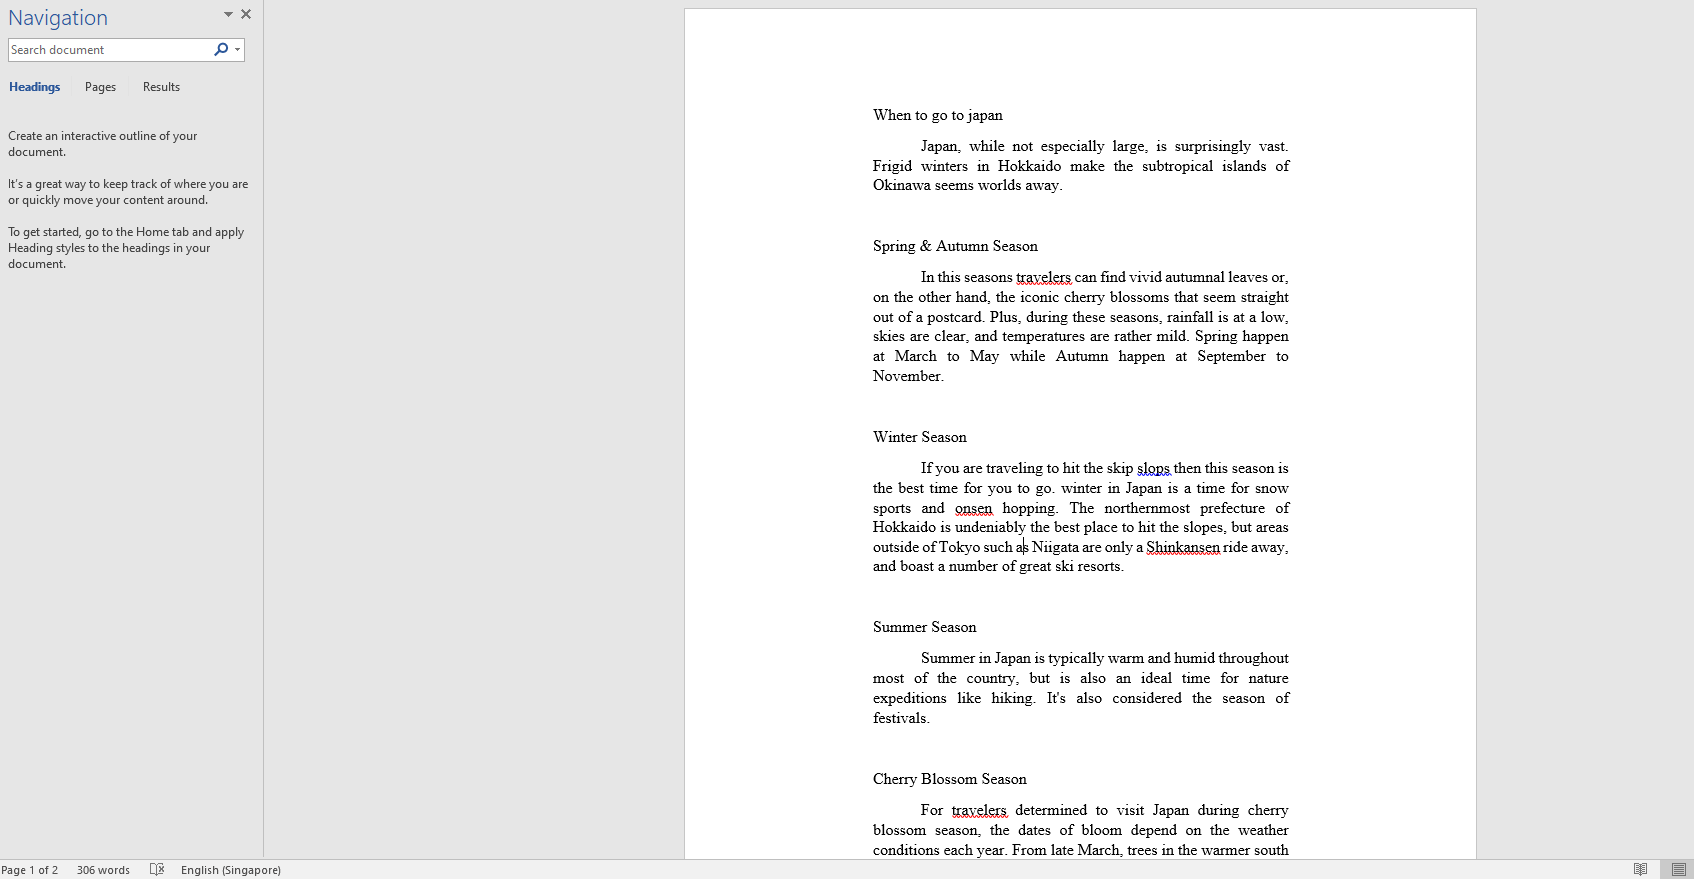 Navigation
Search document
Headings Pages Results
Create an interactive outline of your
document.
It's a great way to keep track of where you are
or quickly move your content around.
To get started, go to the Home tab and apply
Heading styles to the headings in your
document.
When to go to japan
Japan, while not especially large, is surprisingly vast.
Frigid winters in Hokkaido make the subtropical islands of
Okinawa seems worlds away.
Spring & Autumn Season
In this seasons travelers can find vivid autumnal leaves or,
on the other hand, the iconic cherry blossoms that seem straight
out of a postcard. Plus, during these seasons, rainfall is at a low,
skies are clear, and temperatures are rather mild. Spring happen
at March to May while Autumn happen at September to
November.
Winter Season
If you are traveling to hit the skip slops then this season is
the best time for you to go. winter in Japan is a time for snow
sports and onsen hopping. The northernmost prefecture of
Hokkaido is undeniably the best place to hit the slopes, but areas
outside of Tokyo such as Niigata are only a Shinkansen ride away,
and boast a number of great ski resorts.
Summer Season
Summer in Japan is typically warm and humid throughout
most of the country, but is also an ideal time for nature
expeditions like hiking. It's also considered the season of
festivals.
Cherry Blossom Season
For travelers determined to visit Japan during cherry
blossom season, the dates of bloom depend on the weather
conditions each year. From late March, trees in the warmer south
Page 1 of 2 306 words English (Singapore)